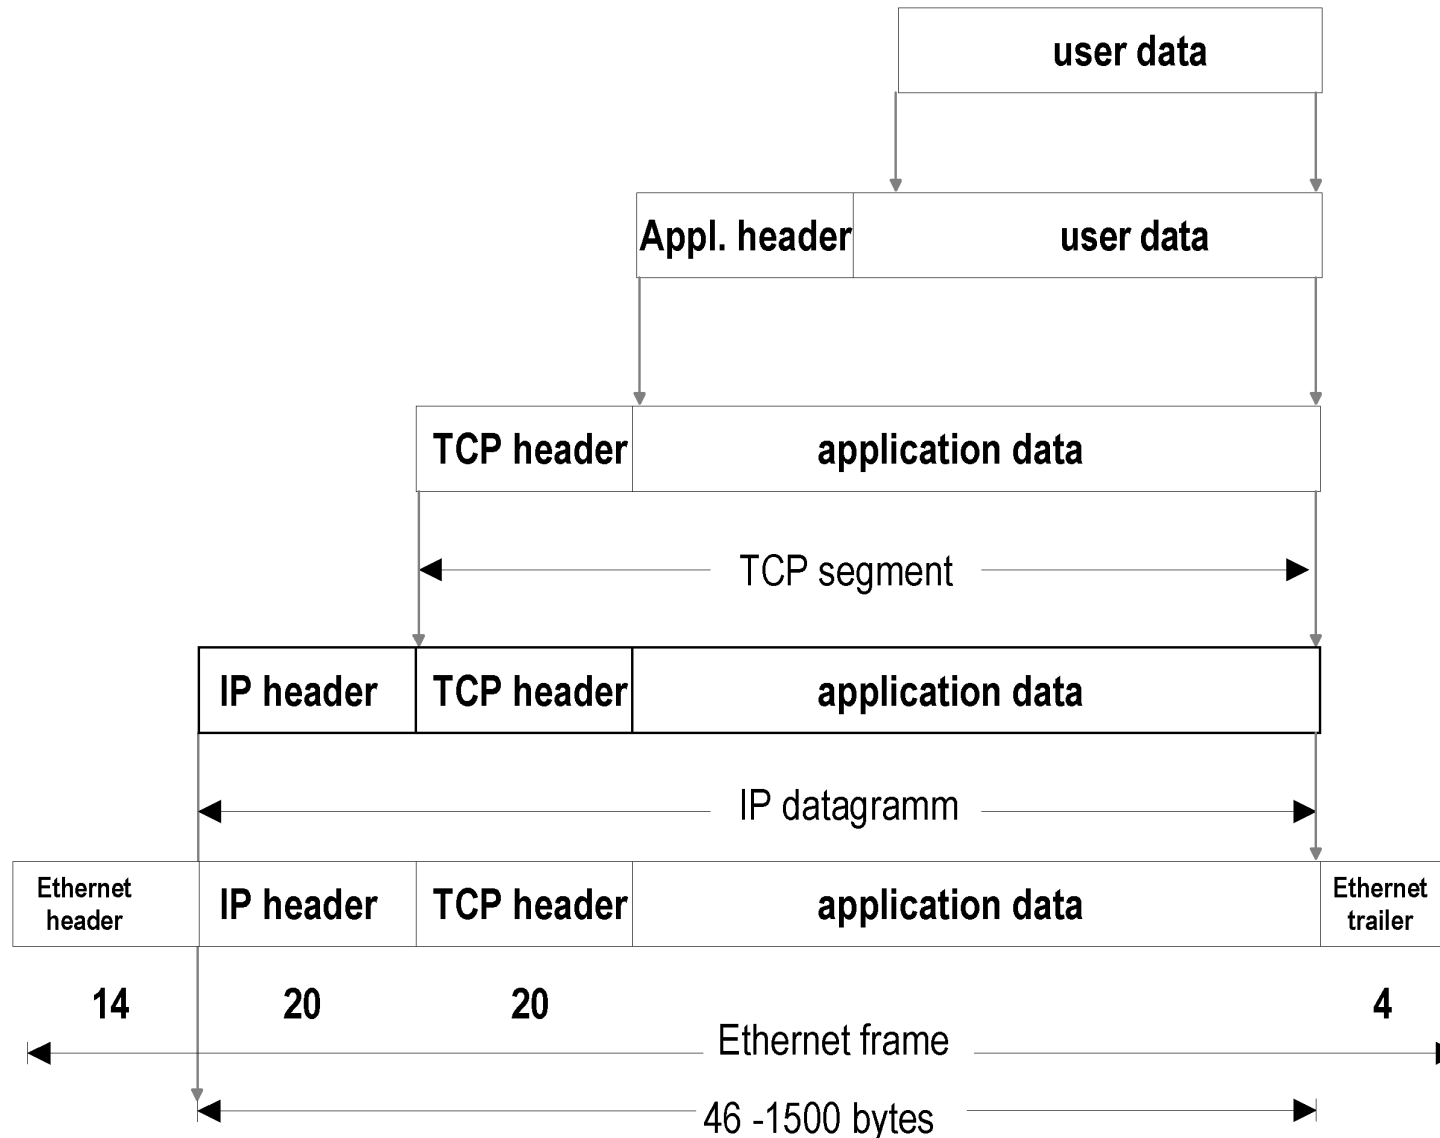 user data
Appl. header user data
TCP header application data
TCP segment
IP header TCP header application data
IP datagramm
Ethernet header IP header TCP header application data Ethernet trailer
14 20 20 4
Ethernet frame
46 -1500 bytes